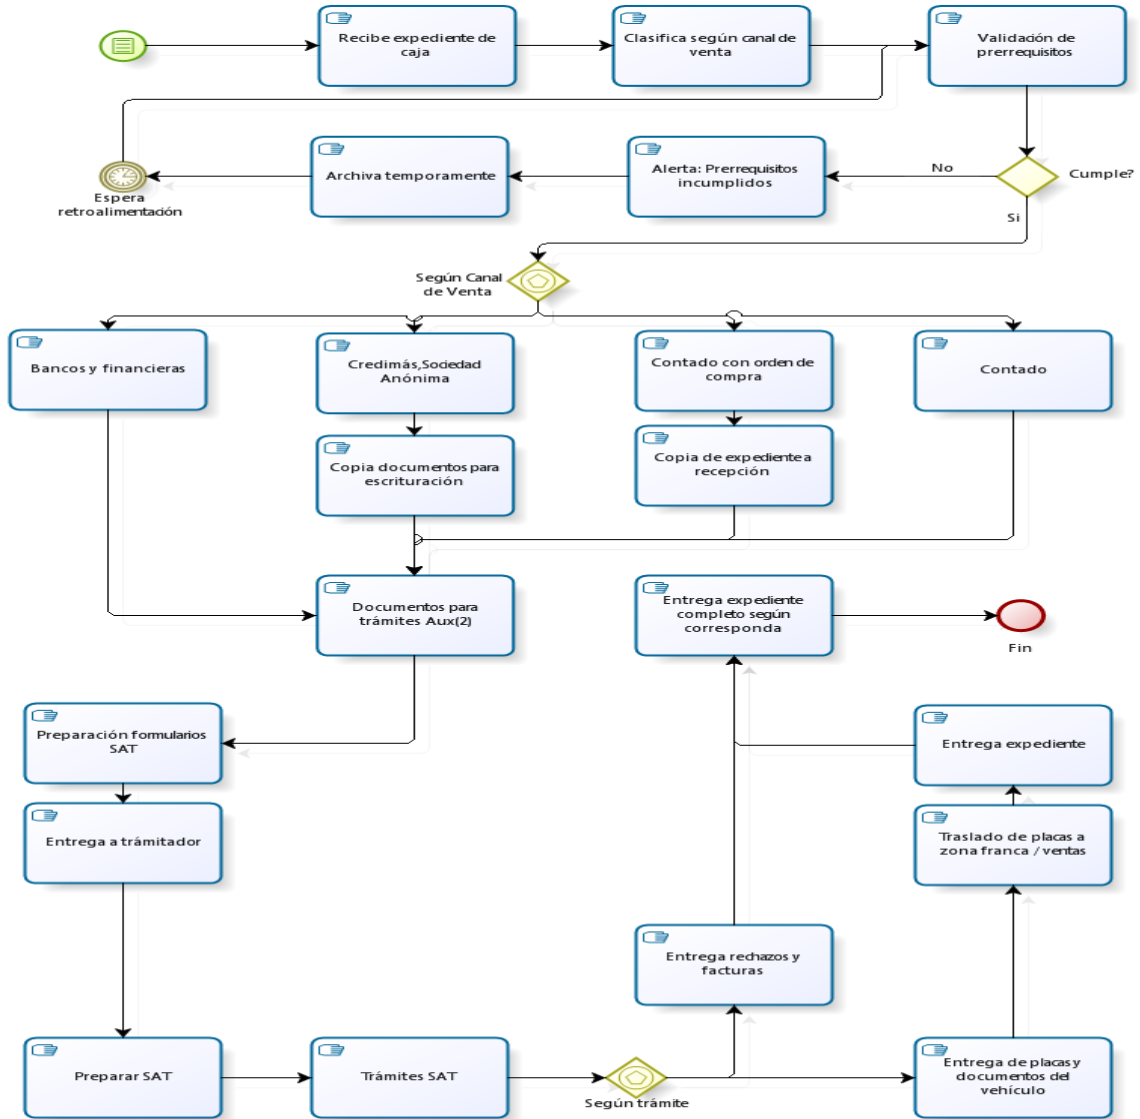 Recibe expediente de
caja
Clasifica según canal de
venta
Validación de
prerrequisitos
Cumple?
No
Si
Alerta: Prerrequisitos
incumplidos
Archiva temporamente
Espera
retroalimentación
Según Canal
de Venta
Bancos y financieras
Credimás,Sociedad
Anónima
Contado con orden de
compra
Contado
Copia documentos para
escrituración
Copia de expediente a
recepción
Documentos para
trámites Aux(2)
Entrega expediente
completo según
corresponda
Fin
Preparación formularios
SAT
Entrega expediente
Entrega a trámitador
Traslado de placas a
zona franca / ventas
Entrega rechazos y
facturas
Preparar SAT
Trámites SAT
Según trámite
Entrega de placas y
documentos del
vehículo